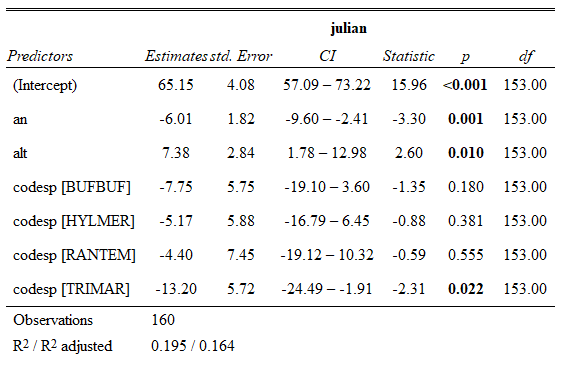 julian
Predictors Estimates std. Error CI Statistic p df
(Intercept) 65.15 4.08 57.09 – 73.22 15.96 <0.001 153.00
an -6.01 1.82 -9.60 – -2.41 -3.30 0.001 153.00
alt 7.38 2.84 1.78 – 12.98 2.60 0.010 153.00
codesp [BUFBUF] -7.75 5.75 -19.10 – 3.60 -1.35 0.180 153.00
codesp [HYLMER] -5.17 5.88 -16.79 – 6.45 -0.88 0.381 153.00
codesp [RANTEM] -4.40 7.45 -19.12 – 10.32 -0.59 0.555 153.00
codesp [TRIMAR] -13.20 5.72 -24.49 – -1.91 -2.31 0.022 153.00
Observations 160
R2 / R2 adjusted 0.195 / 0.164